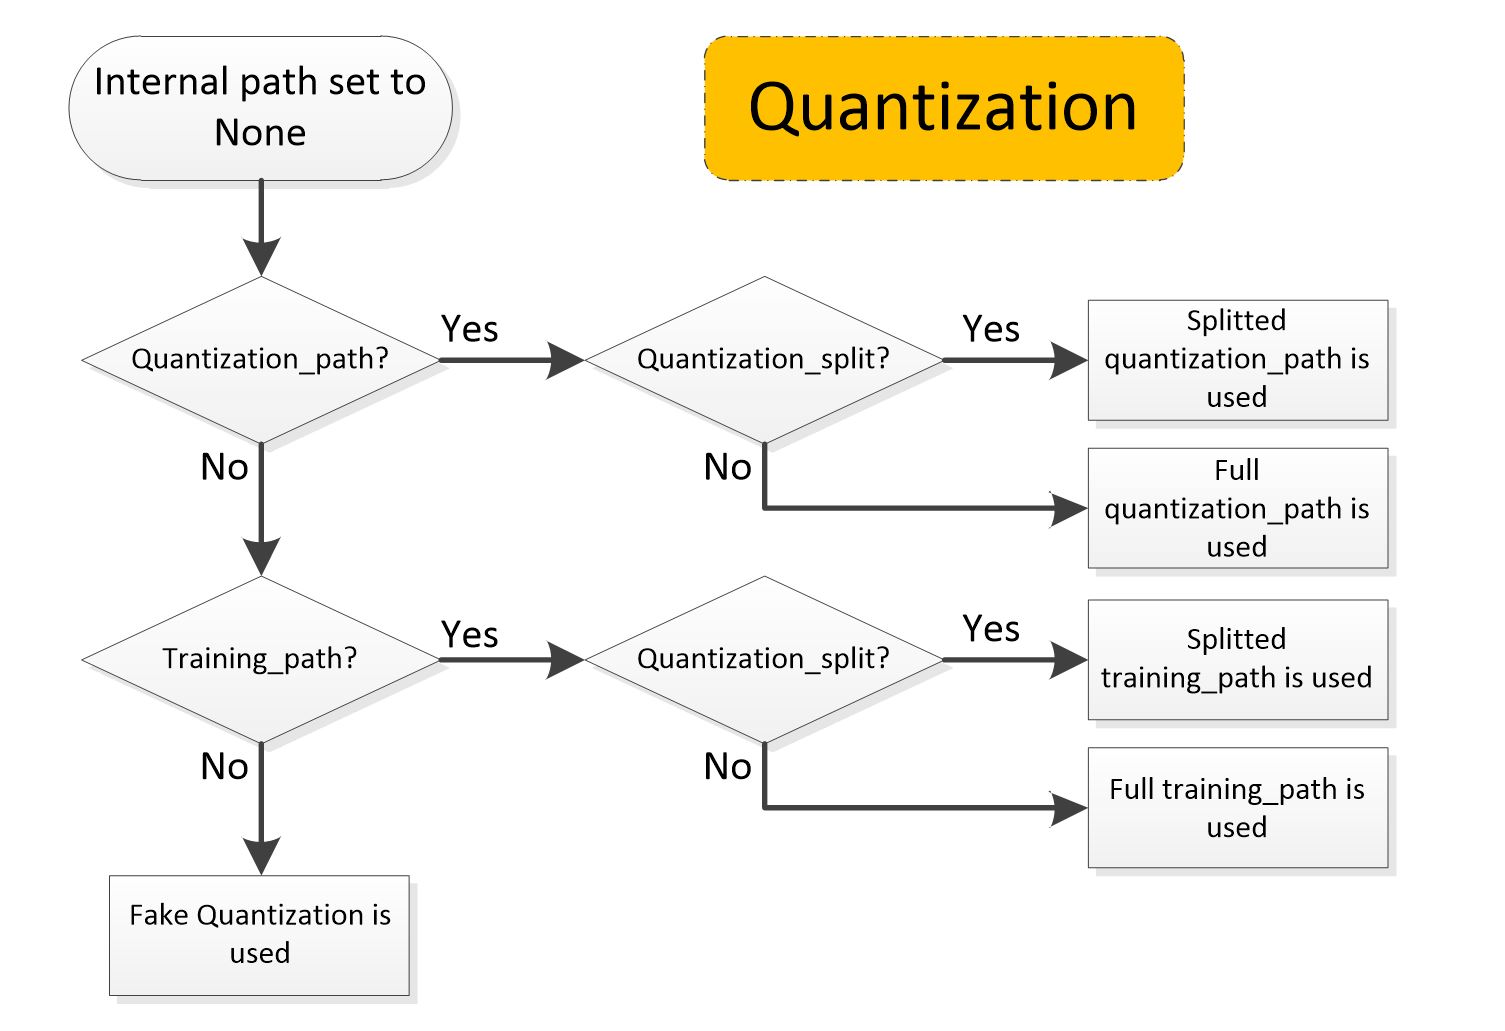 Internal path set to
None
Quantization
Quantization_path?
Yes
Quantization_split?
Yes
Splitted
quantization_path is
used
No
No
Full
quantization_path is
used
Training_path?
Yes
Quantization_split?
Yes
Splitted
training_path is used
No
No
Full training_path is
used
Fake Quantization is
used